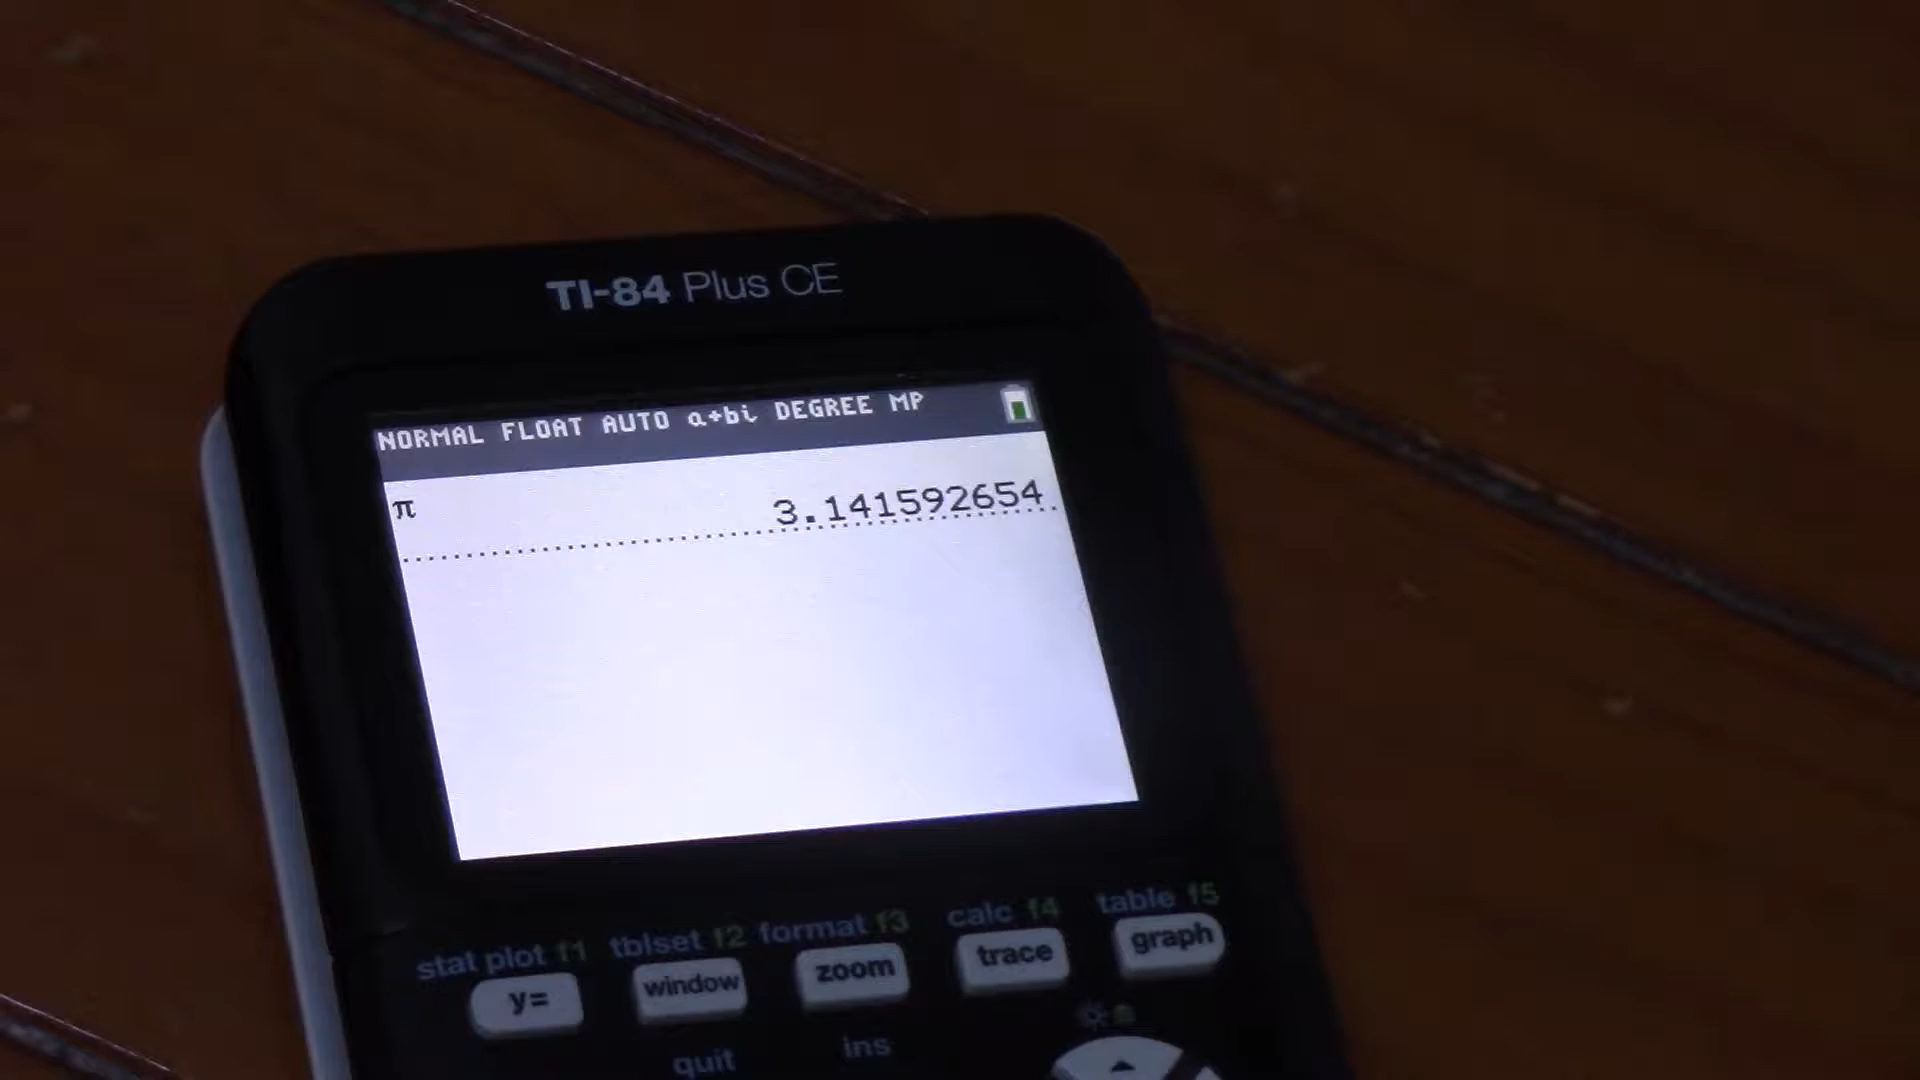 TI-84 Plus CE
NORMAL FLOAT AUTO a+bi DEGREE MP
π 3.141592654
stat plot f1 tblset f2 format f3 calc f4 table f5
y= window zoom trace graph
quit ins